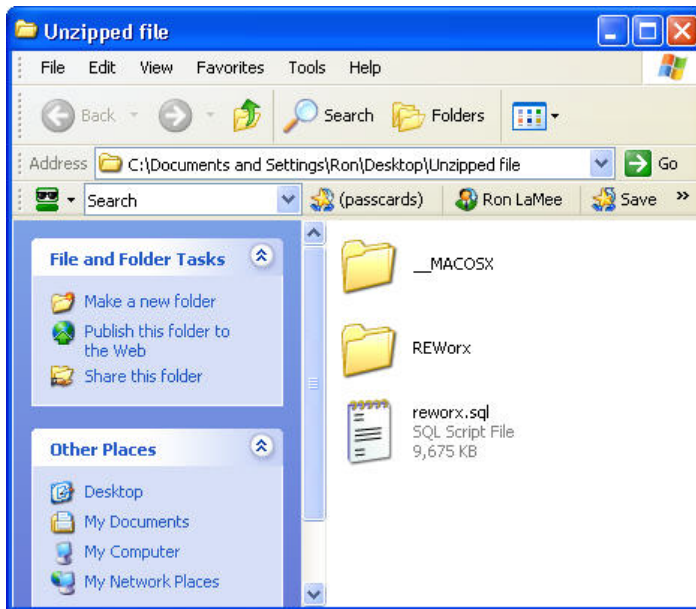 Unzipped file
File Edit View Favorites Tools Help
Back Search Folders
Address C:\Documents and Settings\Ron\Desktop\Unzipped file Go
Search (passcards) Ron LaMee Save »
File and Folder Tasks
Make a new folder
Publish this folder to
the Web
Share this folder
Other Places
Desktop
My Documents
My Computer
My Network Places
__MACOSX
REWorx
reworx.sql
SQL Script File
9,675 KB